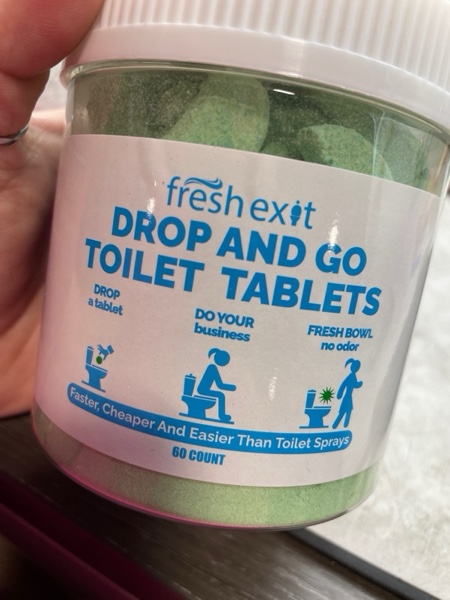 fresh exit
DROP AND GO
TOILET TABLETS
DROP
a tablet
DO YOUR
business
FRESH BOWL
no odor
Faster, Cheaper And Easier Than Toilet Sprays
60 COUNT